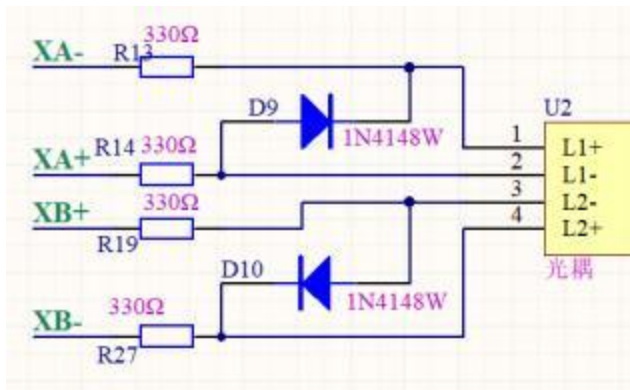 330Ω
XA- R13
D9 U2
1N4148W 1 L1+
R14 330Ω 2 L1-
XA+ 3 L2-
330Ω 4 L2+
XB+
R19 光耦
D10
330Ω 1N4148W
XB-
R27